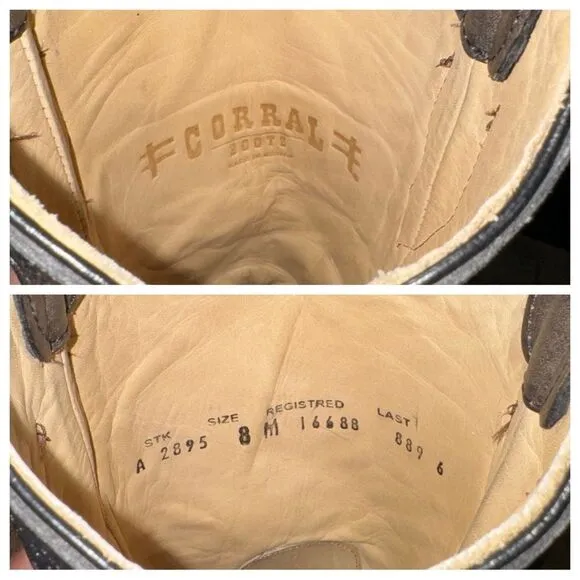 CORRAL
BOOTS
STK SIZE REGISTRED LAST
A 2895 8 M 16688 889 6